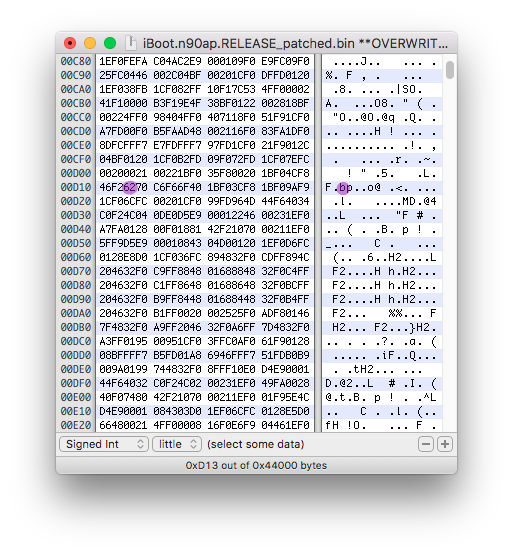 iBoot.n90ap.RELEASE_patched.bin **OVERWRIT...
00C80 1EF0FEFA C04AC2E9 000109F0 E9FC09F0 ....J.. ... .
00C90 25FC0446 002C04BF 00201CF0 DFFD0120 %. F , . . ....
00CA0 1EF038FB 1CF082FF 10F17C53 4FF00002 .8. .... .|SO.
00CB0 41F10000 B3F19E4F 38BF0122 002818BF A. ...O8. " ( .
00CC0 00224FF0 98404FF0 407118F0 51F91CF0 "O..@O.@q .Q. .
00CD0 A7FD00F0 B5FAAD48 002116F0 83FA1DF0 .. ....H ! .. .
00CE0 8DFCFFF7 E7FDFFF7 97FD1CF0 21F9012C ............ .!. ,
00CF0 04BF0120 1CF0B2FD 09F072FD 1CF07EFC . . ... .r. .~.
00D00 00200021 00221BF0 35F80020 1BF04CF8 ! " .5. .L.
00D10 46F26270 C6F66F40 1BF03CF8 1BF09AF9 F.bp..o@ .<. ...
00D20 1CF06CFC 0201CF0 99FD964D 44F64034 .l. ....MD.@4
00D30 C0F24C04 0DE0D5E9 00012246 00231EF0 ..L ... "F # .
00D40 A7FA0128 00F01881 42F21070 00211EF0 .. ( . .B. p ! .
00D50 5FF9D5E9 00010843 04D00120 1EF0D6FC _... C . ...
00D60 0128E8D0 1CF036FC 894832F0 CDFF894C (.. .6..H2....L
00D70 204632F0 C9FF8848 01688848 32F0C4FF F2....H h.H2...
00D80 204632F0 C1FF8648 01688648 32F0BCFF F2....H h.H2...
00D90 204632F0 B9FF8448 01688448 32F0B4FF F2....H h.H2...
00DA0 204632F0 B1FF0020 002525F0 ADF80146 F2... %%... F
00DB0 7F4832F0 A9FF2046 32F0A6FF 7D4832F0 H2... F2...}H2.
00DC0 A3FF0195 00951CF0 3FFC0AF0 61F90128 .. . . .?. .a. (
00DD0 08BFFFF7 B5FD01A8 6946FFF7 51FDB0B9 ..... .iF..Q...
00DE0 009A0199 744832F0 8FFF10E0 D4E90001 . .tH2... ...
00DF0 44F64032 C0F24C02 00231EF0 49FA0028 D.@2..L # .I. (
00E00 40F07480 42F21070 00211EF0 01F95E4C @.t.B. p ! . .^L
00E10 D4E90001 084303D0 1EF06CFC 0128E5D0 .. C . .l. (..
00E20 66480021 4FF00008 16F0E6F9 04461EF0 fH !O. ... F .
Signed Int little (select some data)
0xD13 out of 0x44000 bytes